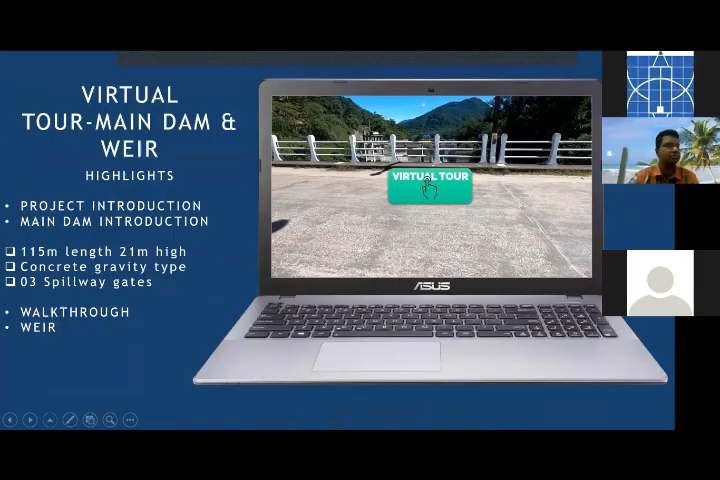 VIRTUAL
TOUR-MAIN DAM &
WEIR
HIGHLIGHTS
• PROJECT INTRODUCTION
• MAIN DAM INTRODUCTION
❑ 115m length 21m high
❑ Concrete gravity type
❑ 03 Spillway gates
• WALKTHROUGH
• WEIR
VIRTUAL TOUR
ASUS